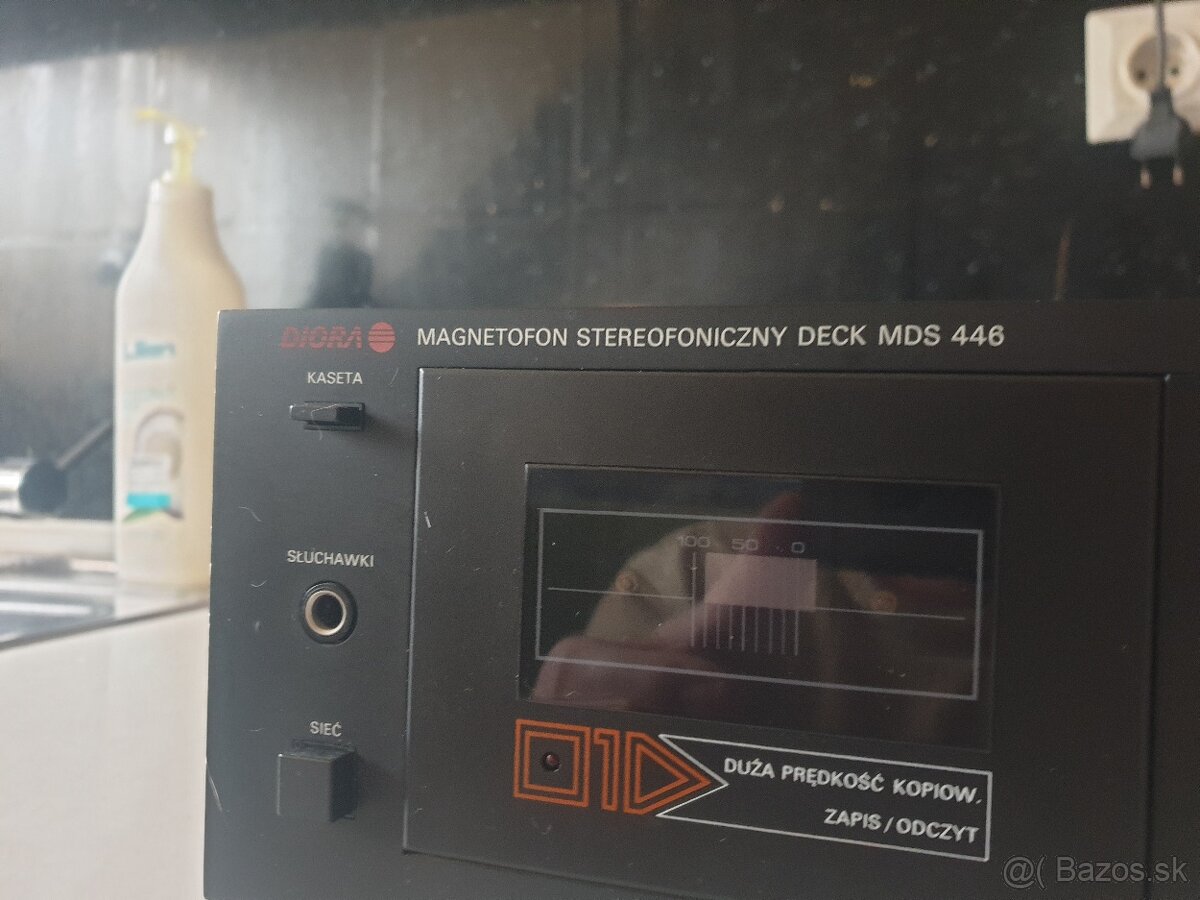 DIORA MAGNETOFON STEREOFONICZNY DECK MDS 446
KASETA
100 50 0
SŁUCHAWKI
SIEĆ
DUŻA PRĘDKOŚĆ KOPIOW.
ZAPIS/ODCZYT
@( Bazos.sk